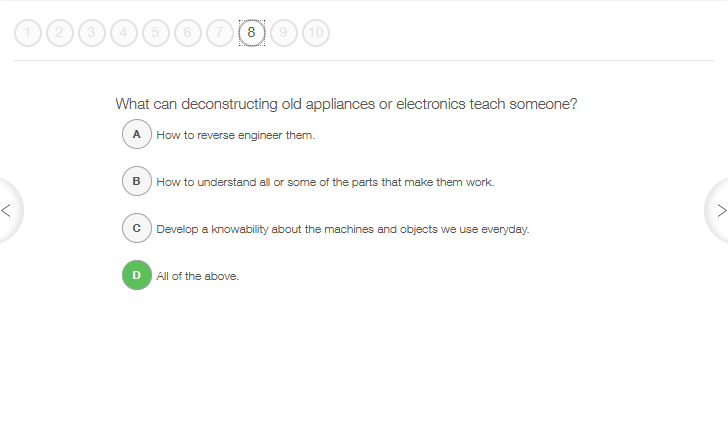 1 2 3 4 5 6 7 8 9 10
What can deconstructing old appliances or electronics teach someone?
A How to reverse engineer them.
B How to understand all or some of the parts that make them work.
C Develop a knowability about the machines and objects we use everyday.
D All of the above.